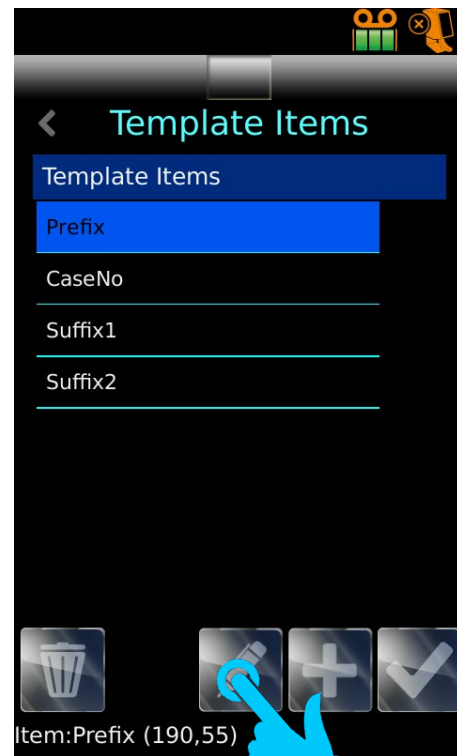 Template Items
Template Items
Prefix
CaseNo
Suffix1
Suffix2
Item:Prefix (190,55)